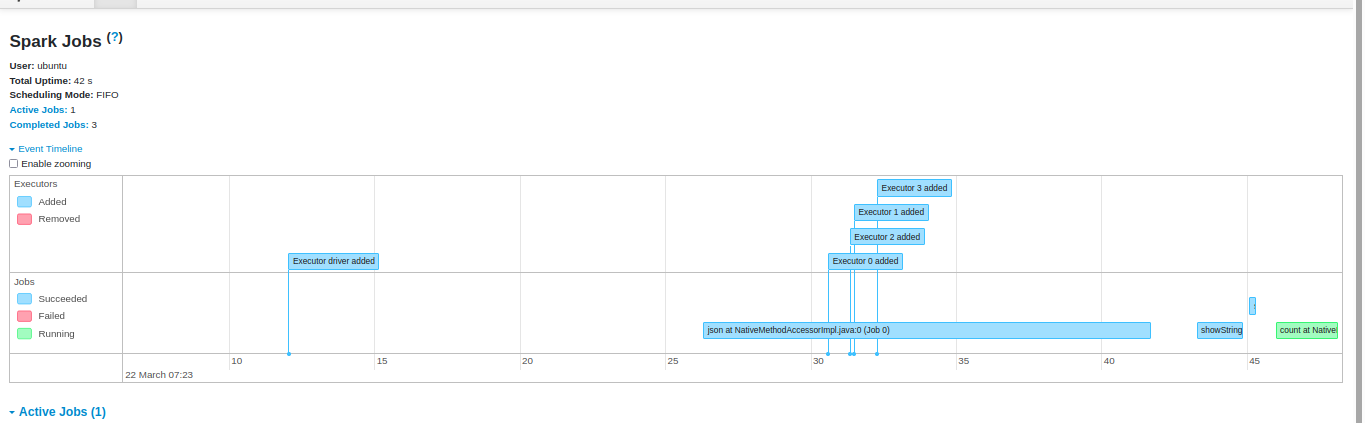 Spark Jobs (?)
User: ubuntu
Total Uptime: 42 s
Scheduling Mode: FIFO
Active Jobs: 1
Completed Jobs: 3
Event Timeline
Enable zooming
Executors
Added
Removed
Executor 3 added
Executor 1 added
Executor 2 added
Executor driver added
Executor 0 added
Jobs
Succeeded
Failed
Running
json at NativeMethodAccessorImpl.java:0 (Job 0)
showString
count at Native
10 15 20 25 30 35 40 45
22 March 07:23
Active Jobs (1)